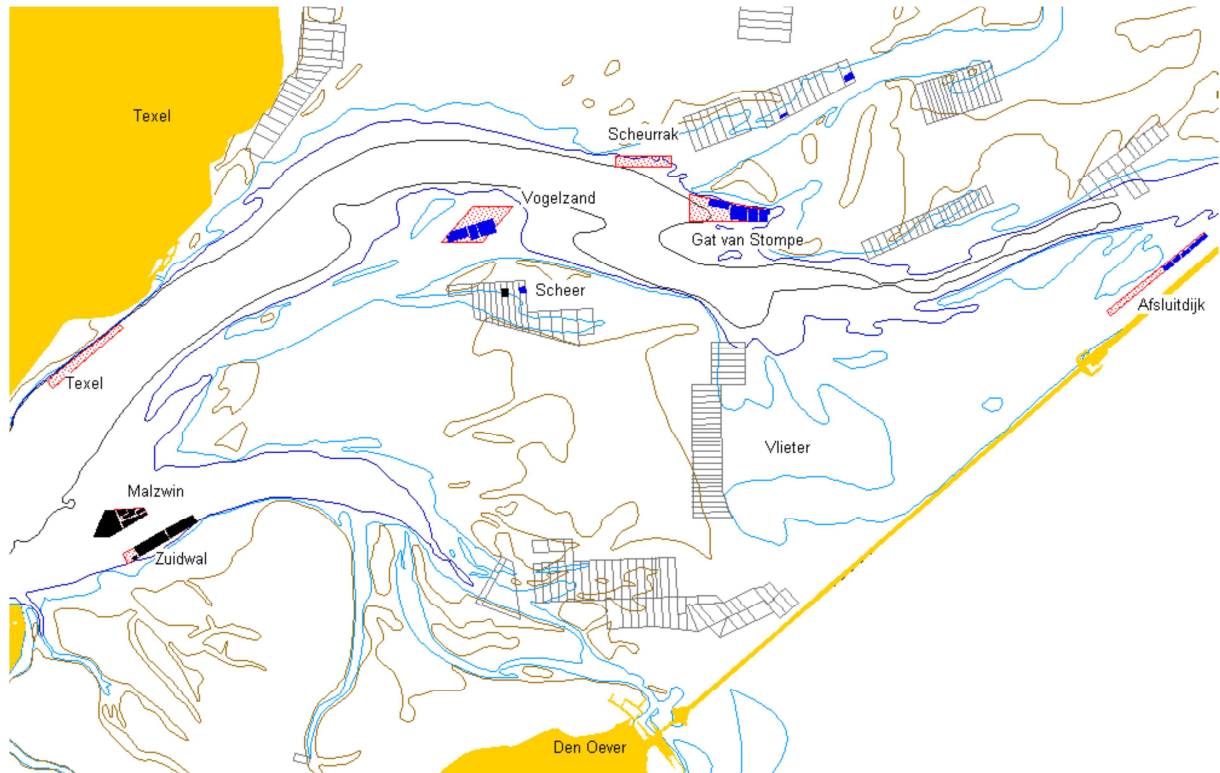 Texel
Scheurrak
Vogelzand
Gat van Stompe
Scheer
Afsluitdijk
Texel
Vlieter
Malzwin
Zuidwal
Den Oever